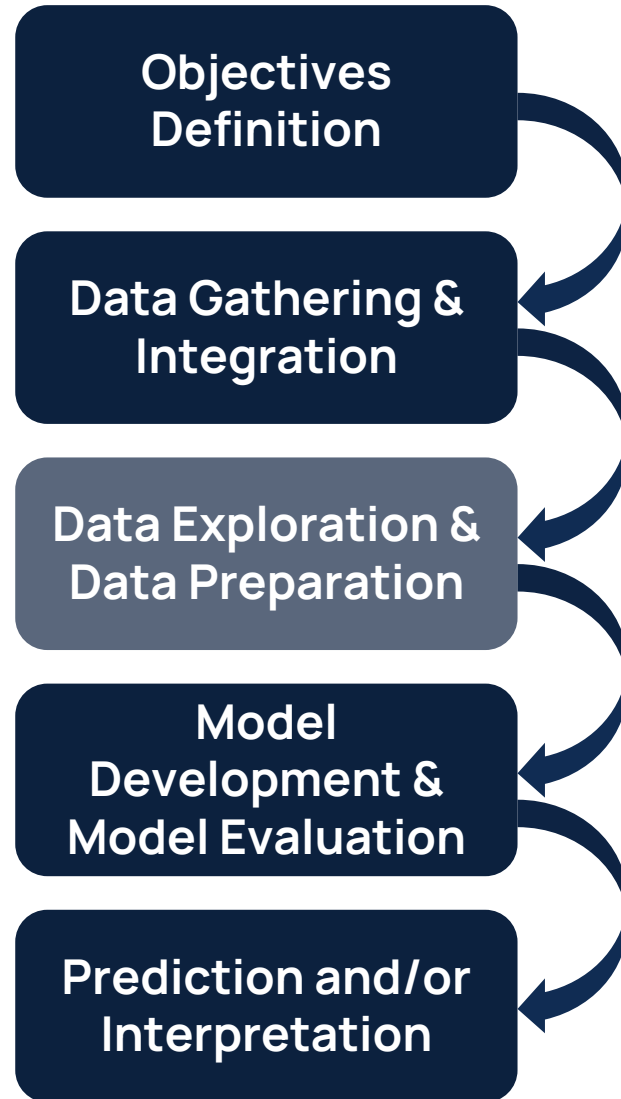 Objectives
Definition
Data Gathering &
Integration
Data Exploration &
Data Preparation
Model
Development &
Model Evaluation
Prediction and/or
Interpretation